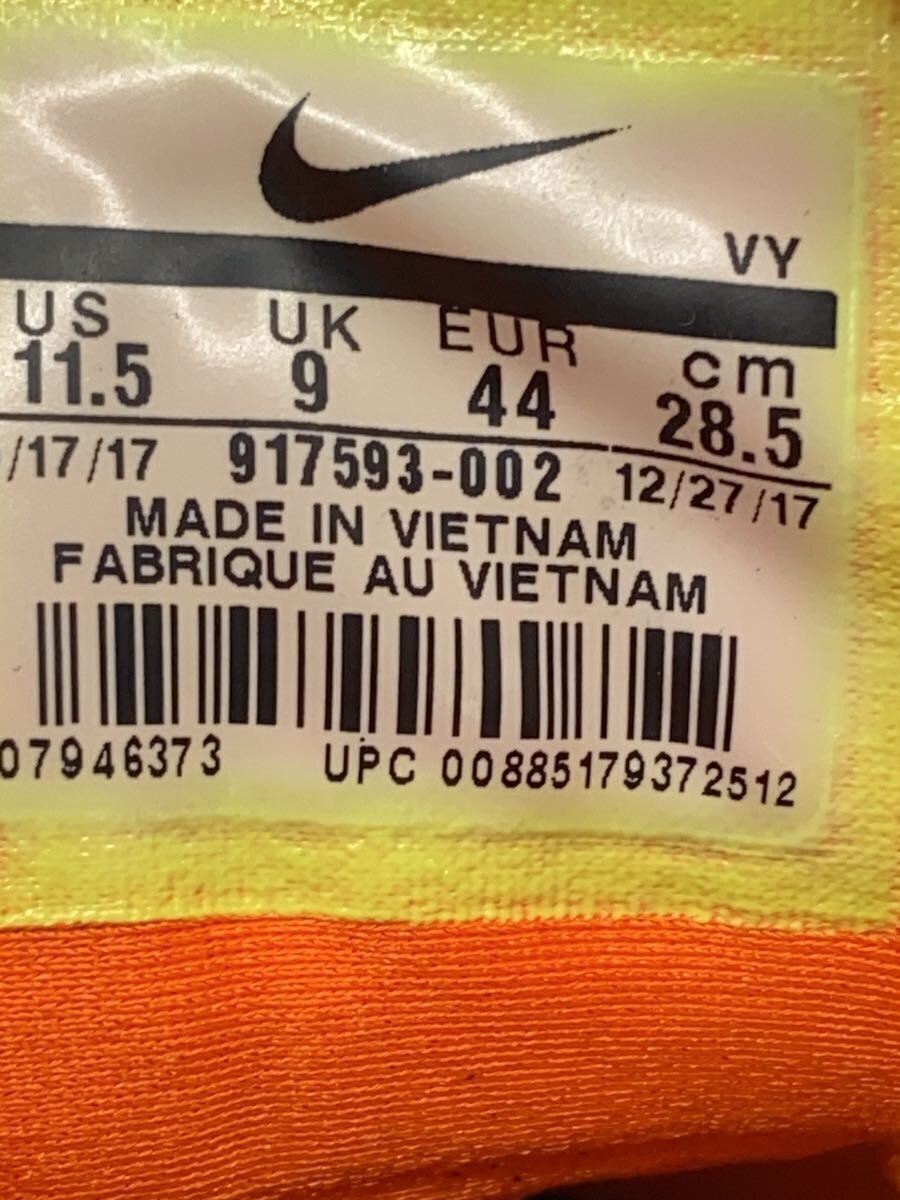 VY
US UK EUR cm
11.5 9 44 28.5
/17/17 917593-002 12/27/17
MADE IN VIETNAM
FABRIQUE AU VIETNAM
07946373 UPC 00885179372512